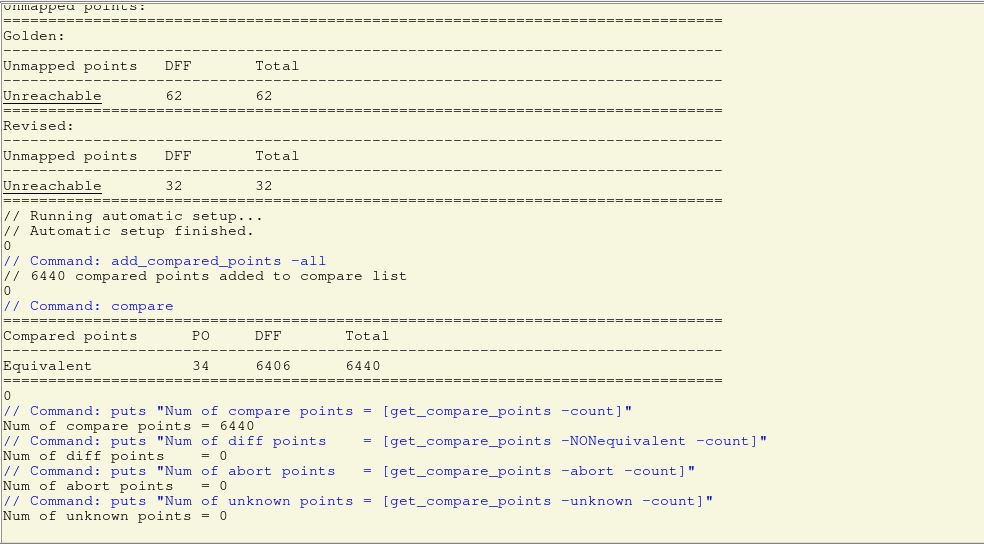 Unmapped points:
================================================================================
Golden:
--------------------------------------------------------------------------------
Unmapped points   DFF       Total
--------------------------------------------------------------------------------
Unreachable       62        62
================================================================================
Revised:
--------------------------------------------------------------------------------
Unmapped points   DFF       Total
--------------------------------------------------------------------------------
Unreachable       32        32
================================================================================
// Running automatic setup...
// Automatic setup finished.
0
// Command: add_compared_points -all
// 6440 compared points added to compare list
0
// Command: compare
================================================================================
Compared points      PO     DFF       Total
--------------------------------------------------------------------------------
Equivalent           34     6406      6440
================================================================================
0
// Command: puts "Num of compare points = [get_compare_points -count]"
Num of compare points = 6440
// Command: puts "Num of diff points    = [get_compare_points -NONequivalent -count]"
Num of diff points    = 0
// Command: puts "Num of abort points   = [get_compare_points -abort -count]"
Num of abort points   = 0
// Command: puts "Num of unknown points = [get_compare_points -unknown -count]"
Num of unknown points = 0